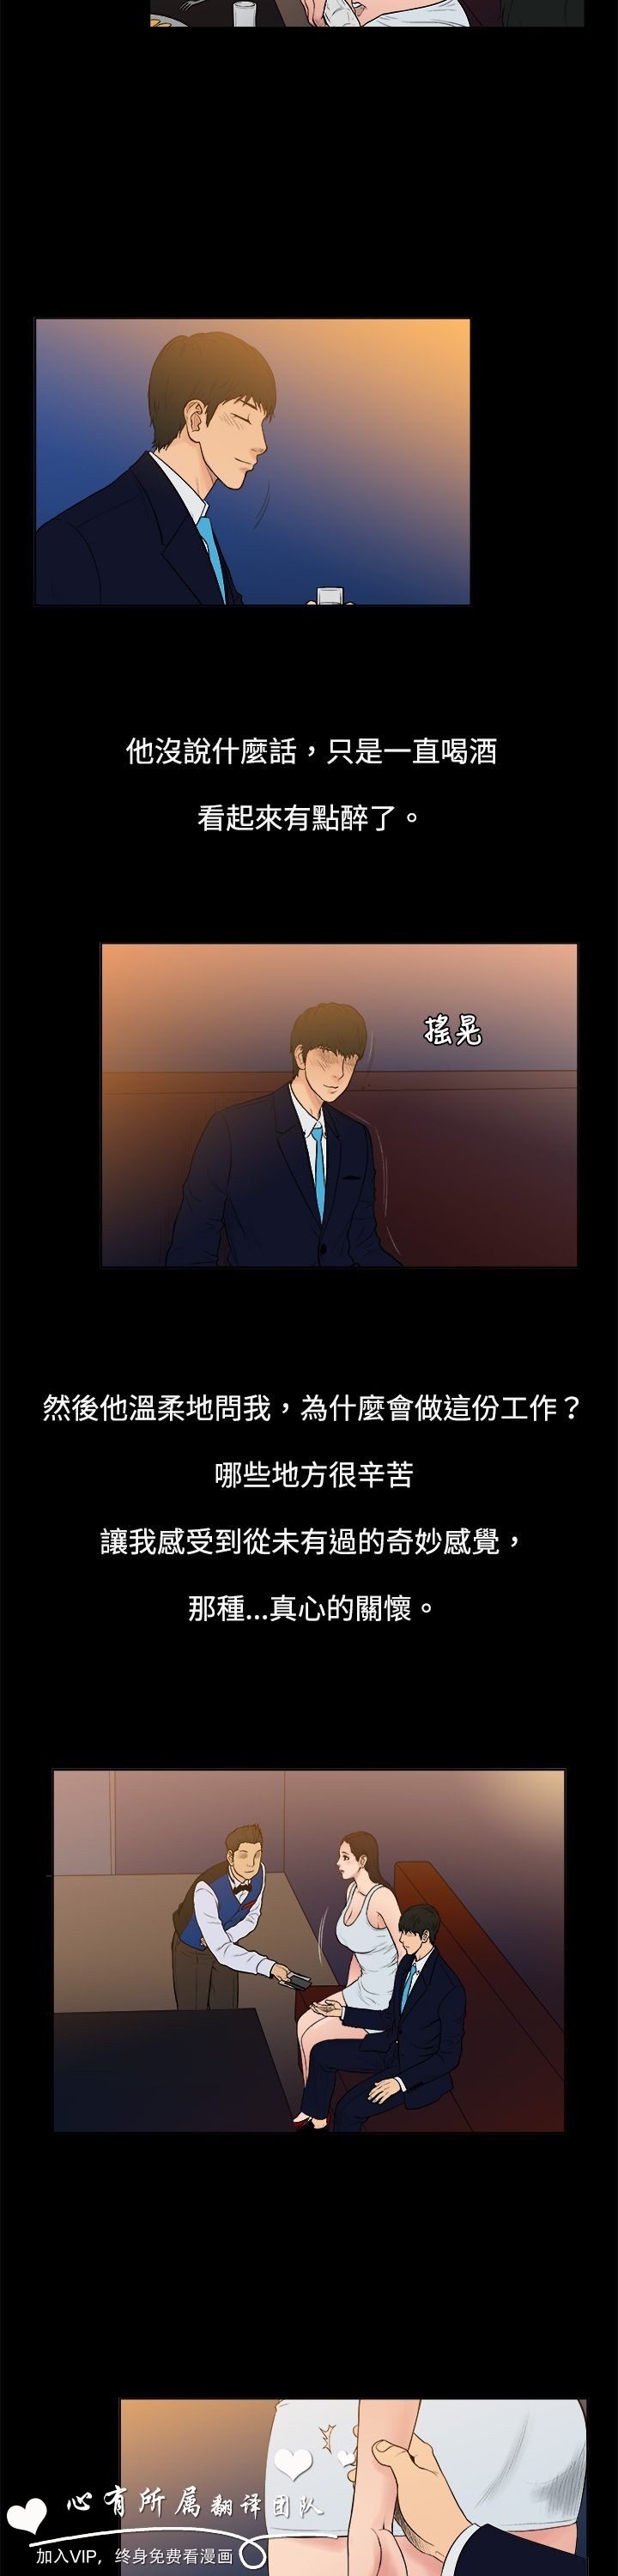 他沒說什麼話，只是一直喝酒
看起來有點醉了。
搖晃
然後他溫柔地問我，為什麼會做這份工作？
哪些地方很辛苦
讓我感受到從未有過的奇妙感覺，
那種...真心的關懷。
心有所属翻译团队
加入VIP，终身免费看漫画